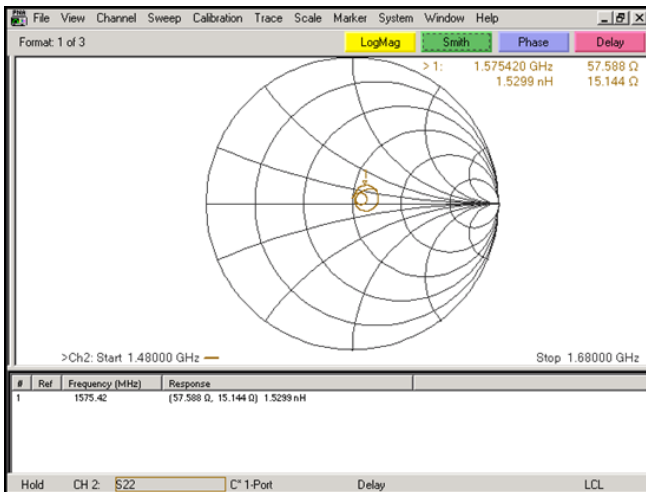 File View Channel Sweep Calibration Trace Scale Marker System Window Help
Format: 1 of 3 LogMag Smith Phase Delay
> 1: 1.575420 GHz 57.588 Ω
1.5299 nH 15.144 Ω
1
>Ch2: Start 1.48000 GHz Stop 1.68000 GHz
# Ref Frequency (MHz) Response
1 1575.42 (57.588 Ω, 15.144 Ω) 1.5299 nH
Hold CH 2: S22 C* 1-Port Delay LCL